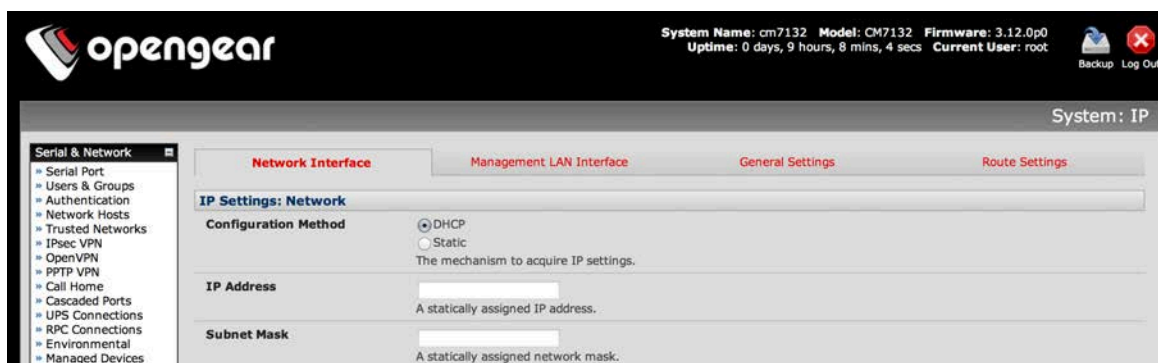 opengear
System Name: cm7132 Model: CM7132 Firmware: 3.12.0p0
Uptime: 0 days, 9 hours, 8 mins, 4 secs Current User: root
Backup Log Out
System: IP
Serial & Network
Serial Port
Users & Groups
Authentication
Network Hosts
Trusted Networks
IPsec VPN
OpenVPN
PPTP VPN
Call Home
Cascaded Ports
UPS Connections
RPC Connections
Environmental
Managed Devices
Network Interface
Management LAN Interface
General Settings
Route Settings
IP Settings: Network
Configuration Method
DHCP
Static
The mechanism to acquire IP settings.
IP Address
A statically assigned IP address.
Subnet Mask
A statically assigned network mask.